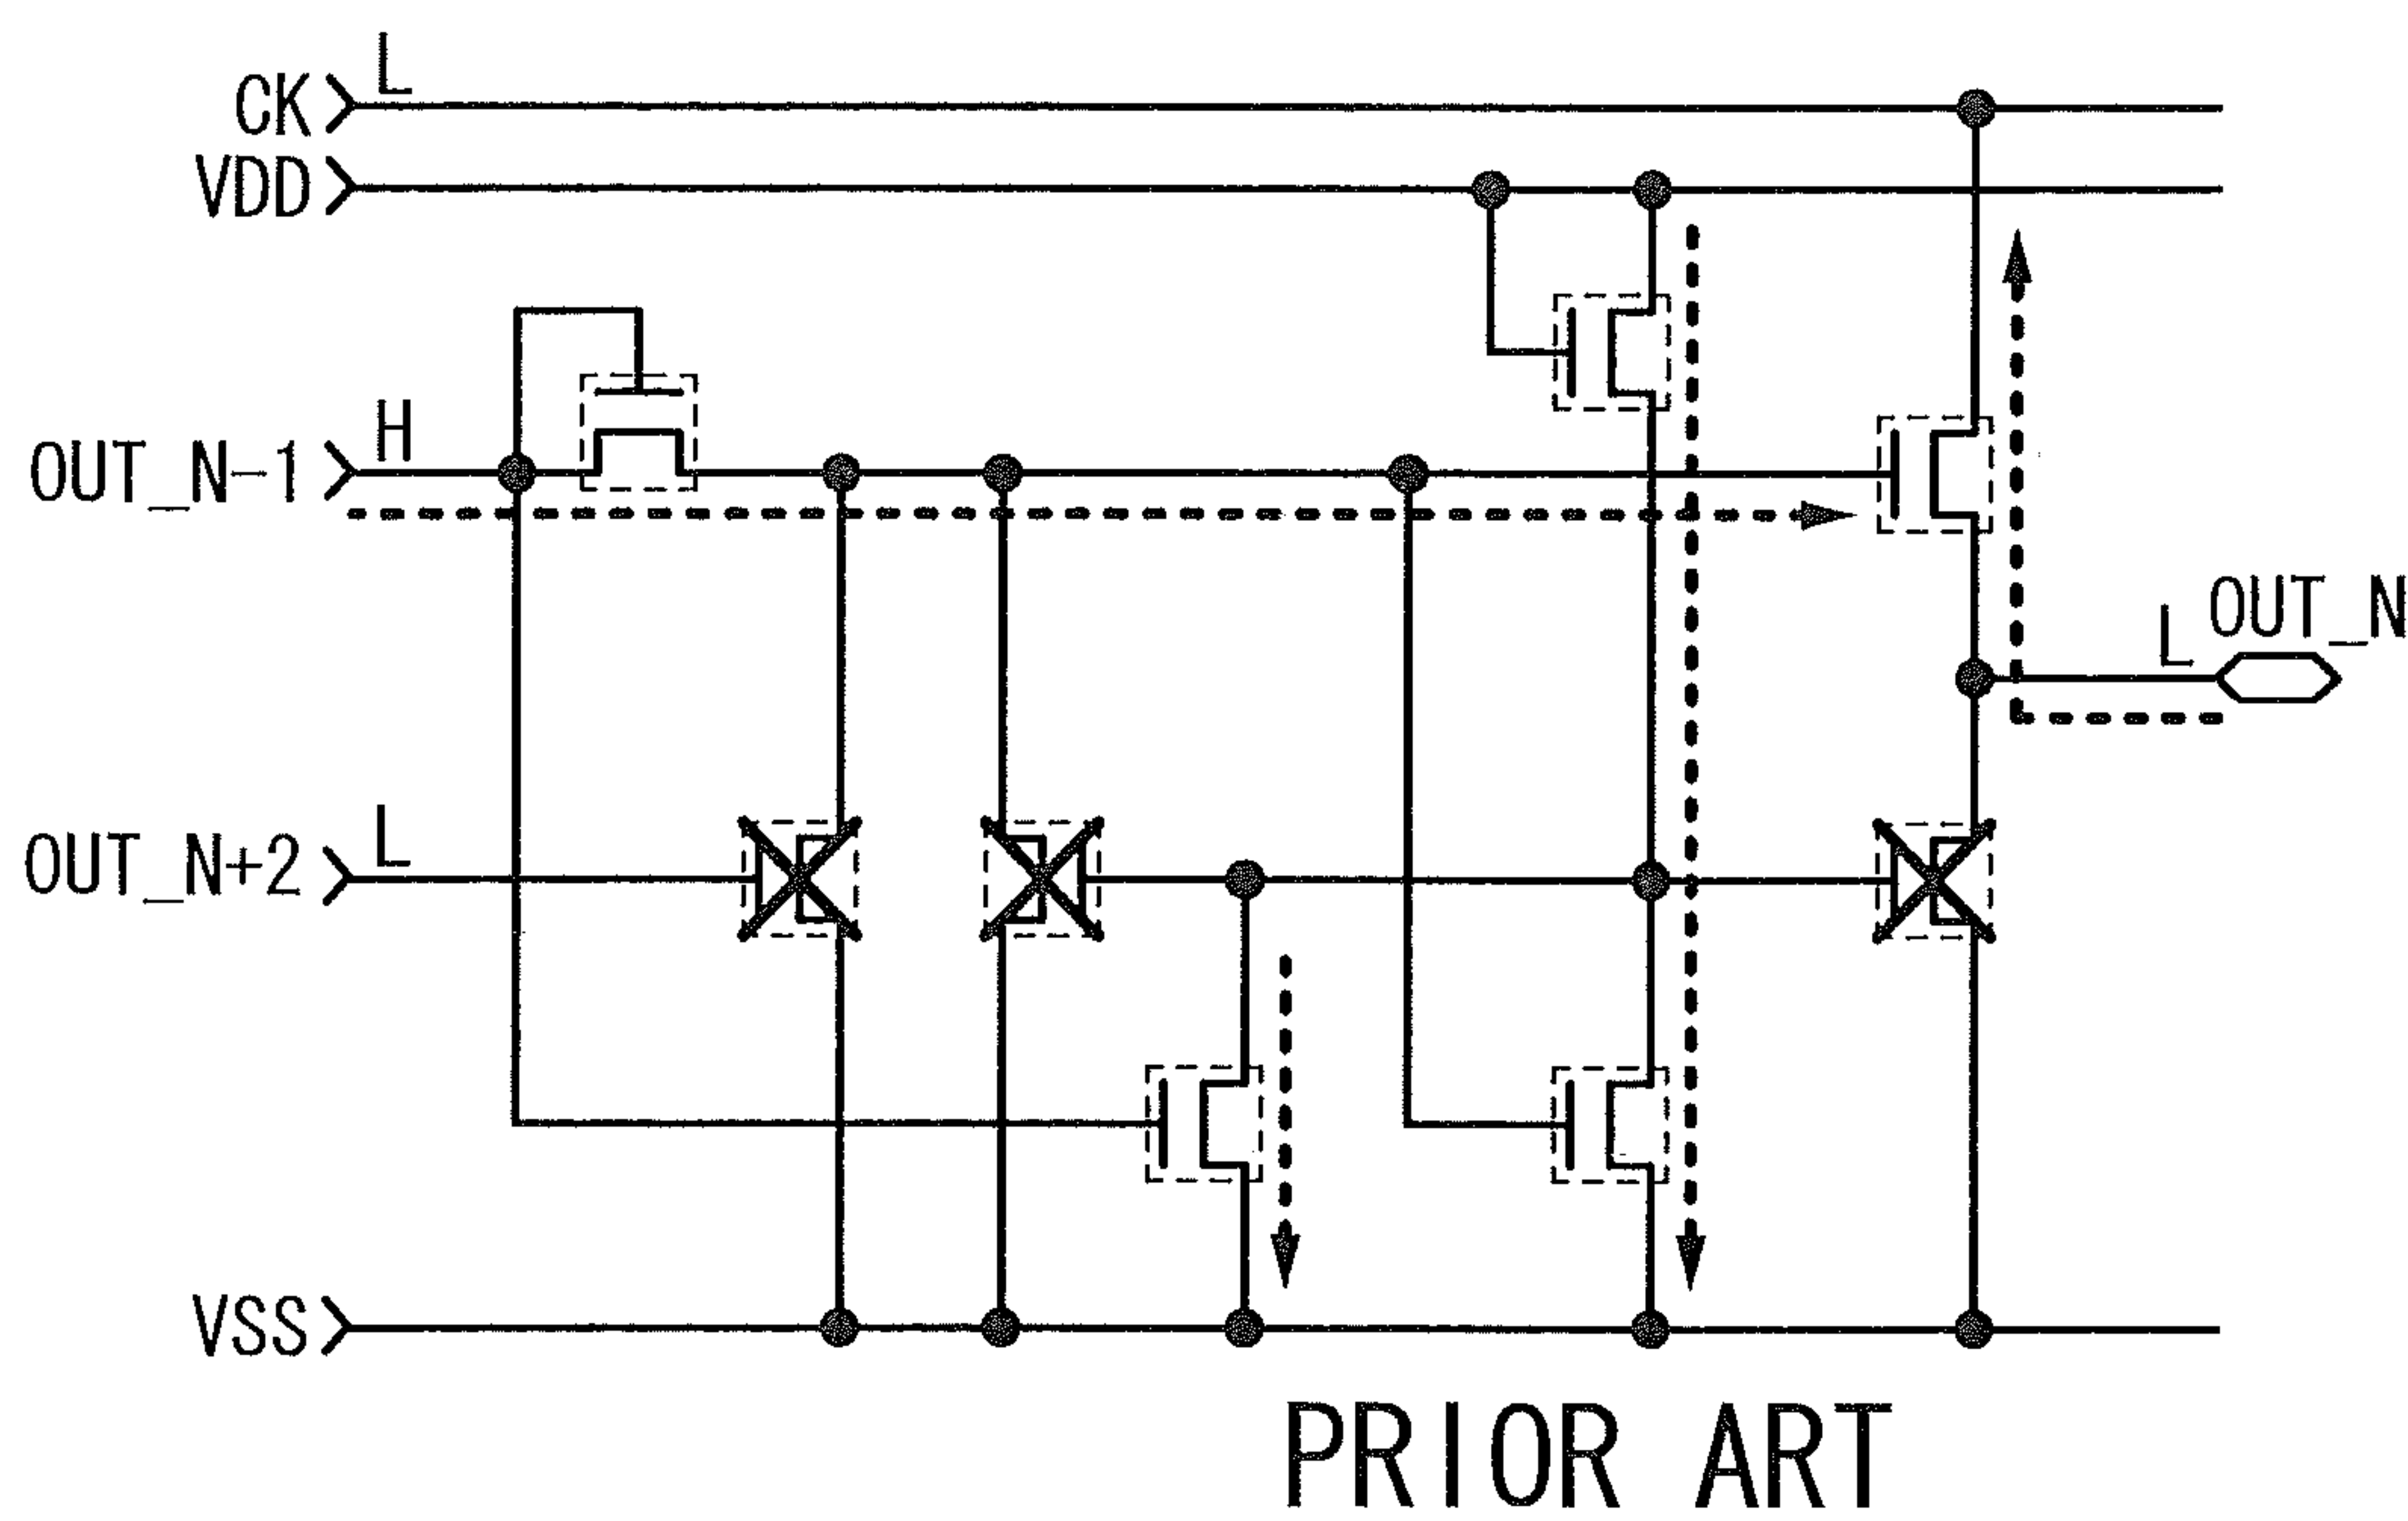 L
CK
VDD
H
OUT_N-1
L OUT_N
L
OUT_N+2
VSS
PRIOR ART